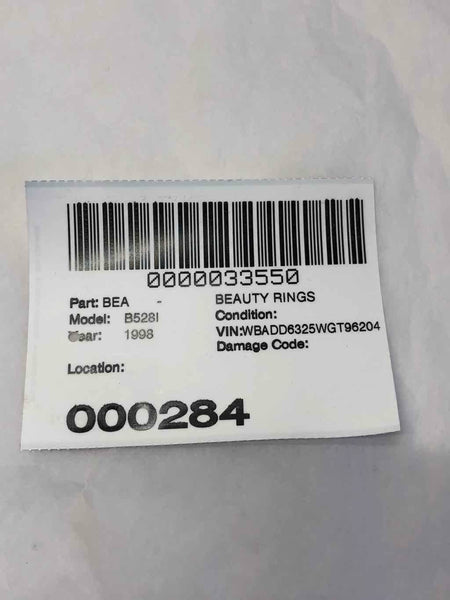 0000033550
Part: BEA - BEAUTY RINGS
Model: B528I Condition:
Year: 1998 VIN:WBADD6325WGT96204
Damage Code:
Location:
000284